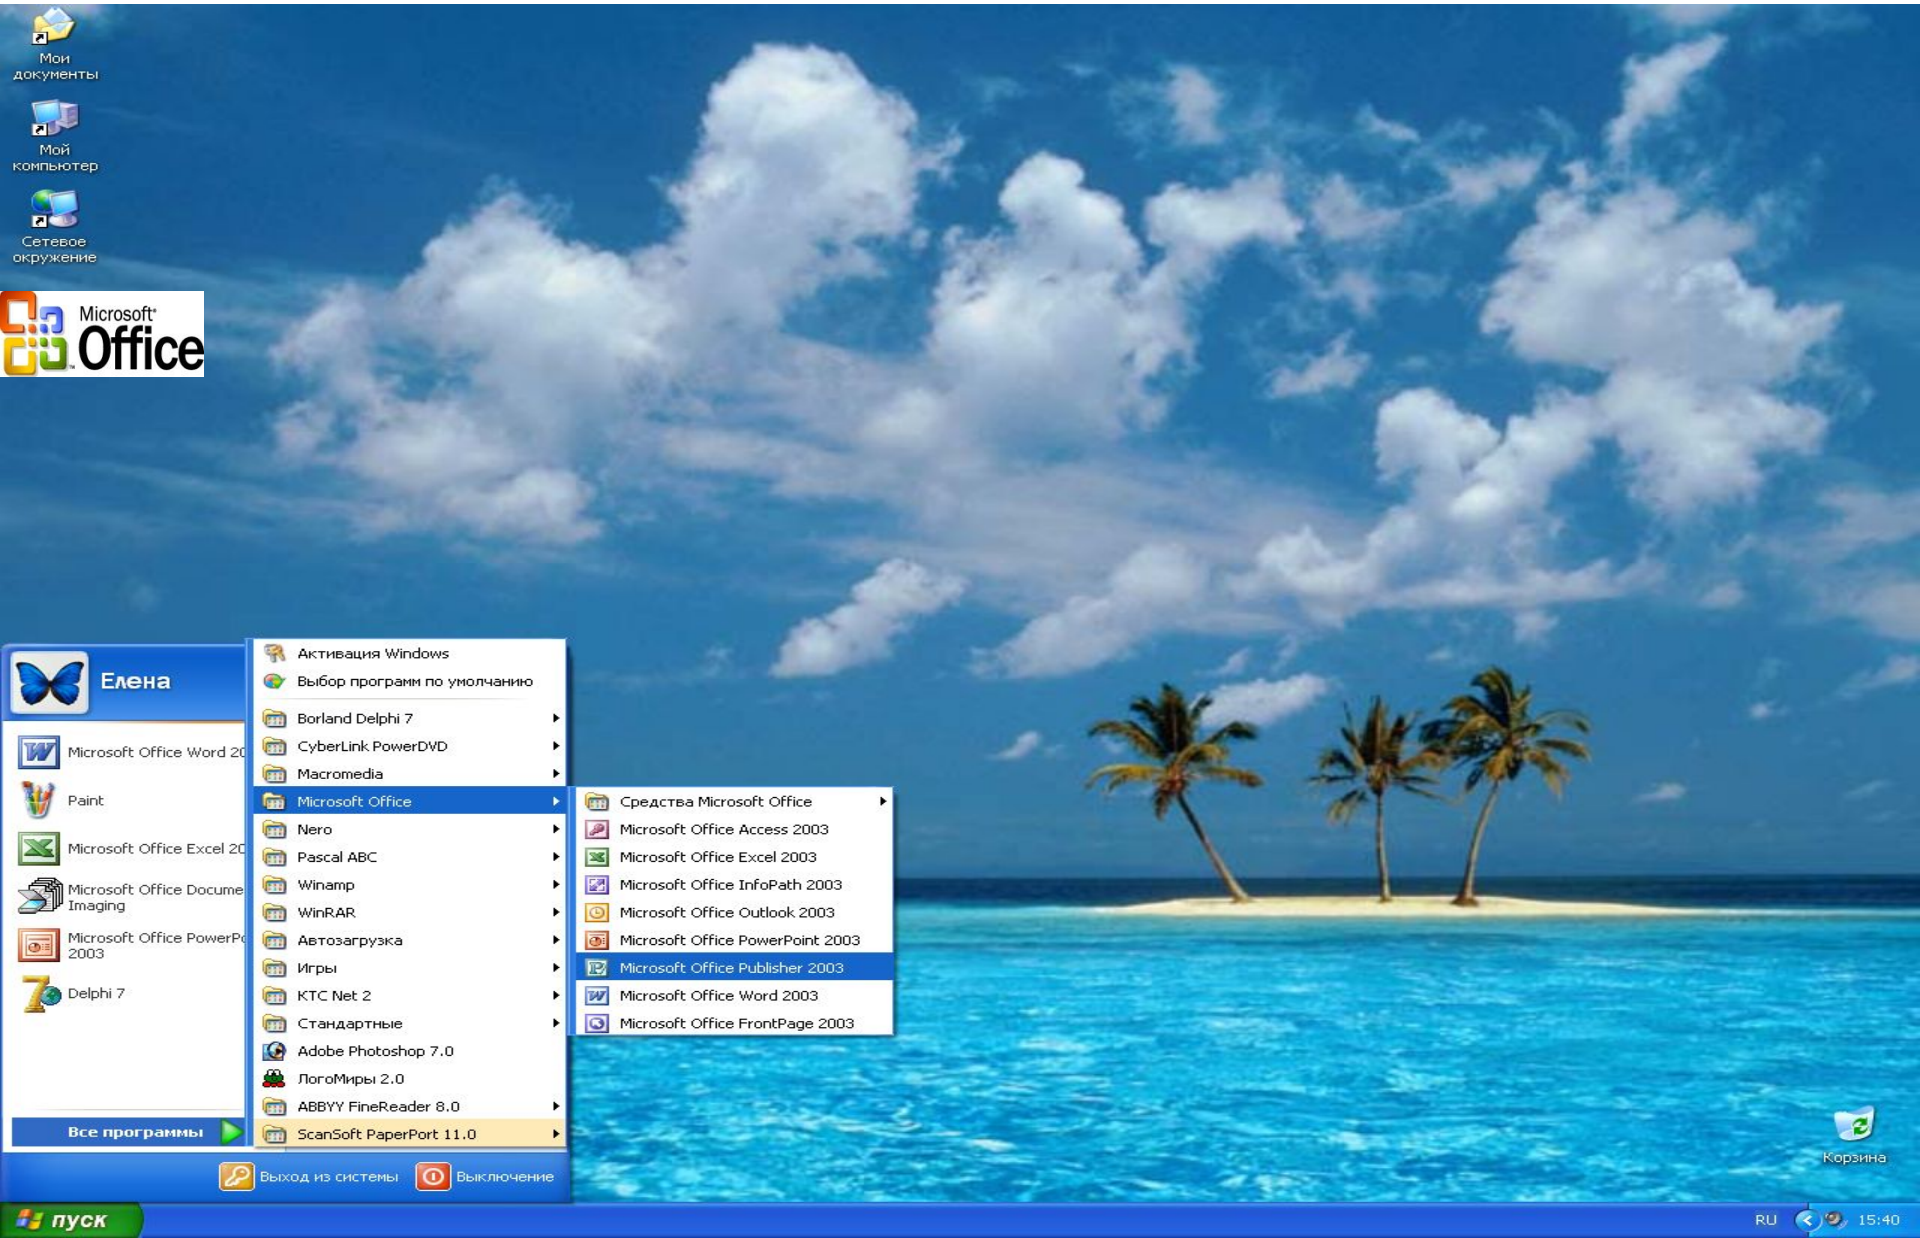 Мои
документы
Мой
компьютер
Сетевое
окружение
Microsoft
Office
Елена
Microsoft Office Word 20
Paint
Microsoft Office Excel 20
Microsoft Office Docume
Imaging
Microsoft Office PowerPo
2003
Delphi 7
Все программы
Активация Windows
Выбор программ по умолчанию
Borland Delphi 7
CyberLink PowerDVD
Macromedia
Microsoft Office
Nero
Pascal ABC
Winamp
WinRAR
Автозагрузка
Игры
КТС Net 2
Стандартные
Adobe Photoshop 7.0
ЛогоМиры 2.0
ABBYY FineReader 8.0
ScanSoft PaperPort 11.0
Средства Microsoft Office
Microsoft Office Access 2003
Microsoft Office Excel 2003
Microsoft Office InfoPath 2003
Microsoft Office Outlook 2003
Microsoft Office PowerPoint 2003
Microsoft Office Publisher 2003
Microsoft Office Word 2003
Microsoft Office FrontPage 2003
Выход из системы
Выключение
Корзина
пуск
RU
15:40